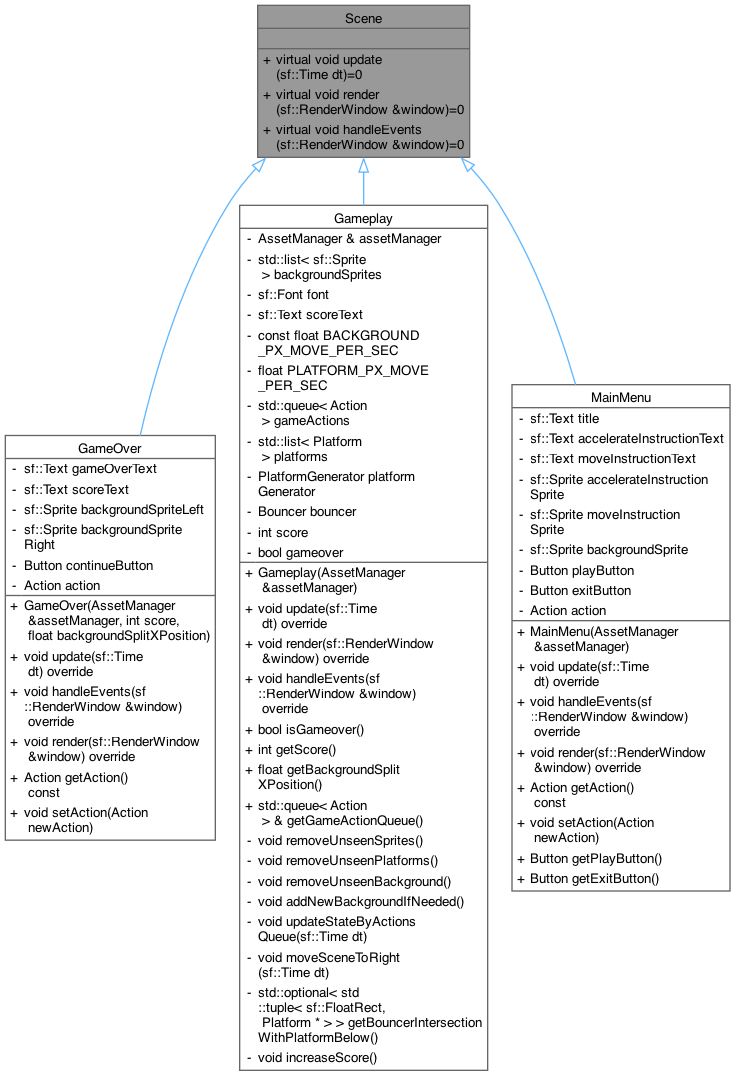 Scene
+ virtual void update
(sf::Time dt)=0
+ virtual void render
(sf::RenderWindow &window)=0
+ virtual void handleEvents
(sf::RenderWindow &window)=0
Gameplay
- AssetManager & assetManager
- std::list< sf::Sprite
> backgroundSprites
- sf::Font font
- sf::Text scoreText
- const float BACKGROUND
_PX_MOVE_PER_SEC
- float PLATFORM_PX_MOVE
_PER_SEC
- std::queue< Action
> gameActions
- std::list< Platform
> platforms
- PlatformGenerator platform
Generator
- Bouncer bouncer
- int score
- bool gameover
+ Gameplay(AssetManager
&assetManager)
+ void update(sf::Time
dt) override
+ void render(sf::RenderWindow
&window) override
+ void handleEvents(sf
::RenderWindow &window)
override
+ bool isGameover()
+ int getScore()
+ float getBackgroundSplit
XPosition()
+ std::queue< Action
> & getGameActionQueue()
- void removeUnseenSprites()
- void removeUnseenPlatforms()
- void removeUnseenBackground()
- void addNewBackgroundIfNeeded()
- void updateStateByActions
Queue(sf::Time dt)
- void moveSceneToRight
(sf::Time dt)
- std::optional< std
::tuple< sf::FloatRect,
Platform * > > getBouncerIntersection
WithPlatformBelow()
- void increaseScore()
GameOver
- sf::Text gameOverText
- sf::Text scoreText
- sf::Sprite backgroundSpriteLeft
- sf::Sprite backgroundSprite
Right
- Button continueButton
- Action action
+ GameOver(AssetManager
&assetManager, int score,
float backgroundSplitXPosition)
+ void update(sf::Time
dt) override
+ void handleEvents(sf
::RenderWindow &window)
override
+ void render(sf::RenderWindow
&window) override
+ Action getAction()
const
+ void setAction(Action
newAction)
MainMenu
- sf::Text title
- sf::Text accelerateInstructionText
- sf::Text moveInstructionText
- sf::Sprite accelerateInstruction
Sprite
- sf::Sprite moveInstruction
Sprite
- sf::Sprite backgroundSprite
- Button playButton
- Button exitButton
- Action action
+ MainMenu(AssetManager
&assetManager)
+ void update(sf::Time
dt) override
+ void handleEvents(sf
::RenderWindow &window)
override
+ void render(sf::RenderWindow
&window) override
+ Action getAction()
const
+ void setAction(Action
newAction)
+ Button getPlayButton()
+ Button getExitButton()